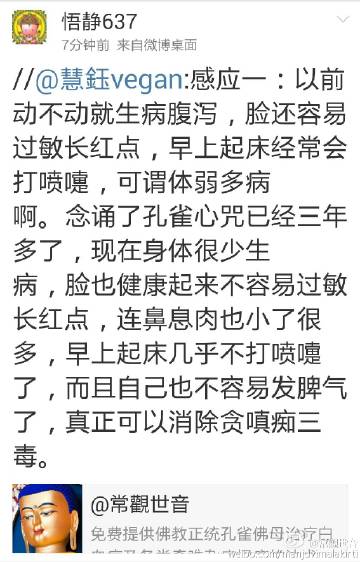 悟静637
7分钟前 来自微博桌面
//@慧鈺vegan:感应一：以前
动不动就生病腹泻，脸还容易
过敏长红点，早上起床经常会
打喷嚏，可谓体弱多病
啊。念诵了孔雀心咒已经三年
多了，现在身体很少生
病，脸也健康起来不容易过敏
长红点，连鼻息肉也小了很
多，早上起床几乎不打喷嚏
了，而且自己也不容易发脾气
了，真正可以消除贪嗔痴三
毒。
@常觀世音
免费提供佛教正统孔雀佛母治疗白